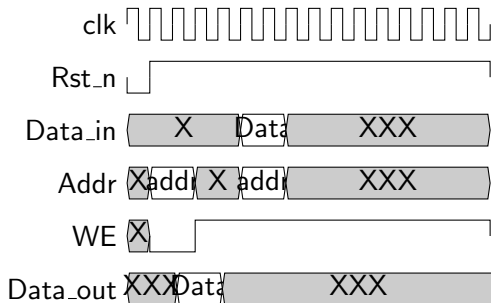 clk
Rst_n
Data_in X Data XXX
Addr X addr X addr XXX
WE X
Data_out XXX Data XXX